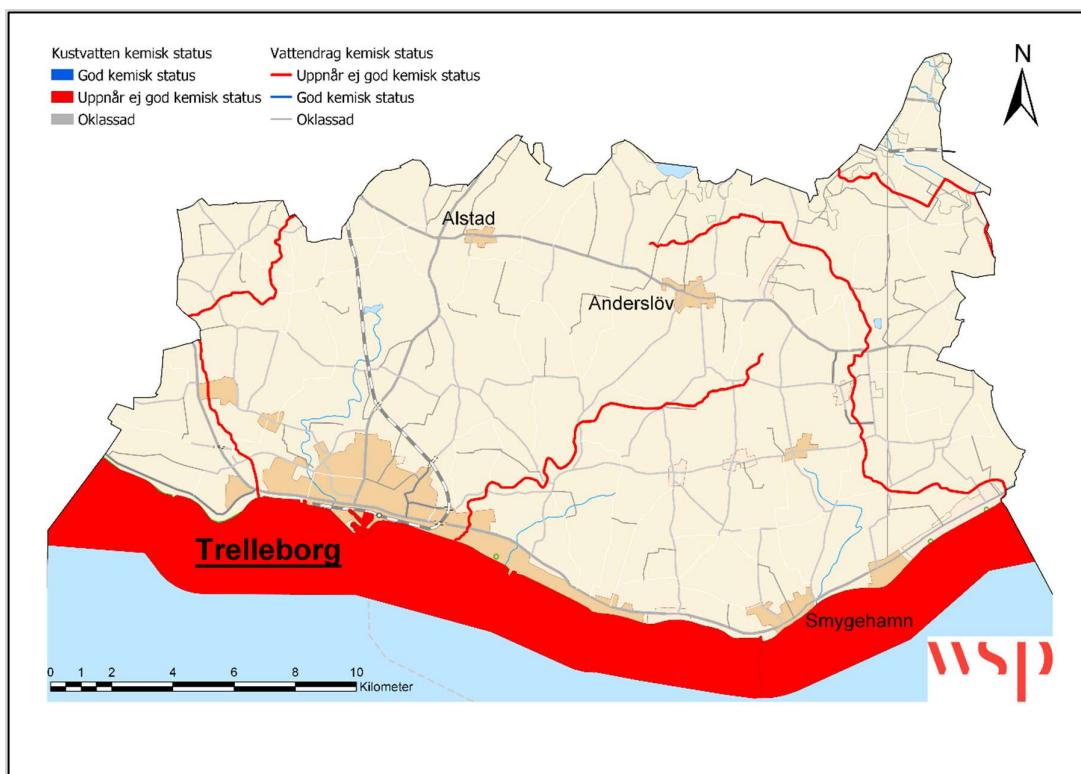 Kustvatten kemisk status
God kemisk status
Uppnår ej god kemisk status
Oklassad
Vattendrag kemisk status
Uppnår ej god kemisk status
God kemisk status
Oklassad
N
Alstad
Anderslöv
Trelleborg
Smygehamn
0 1 2 4 6 8 10
Kilometer
wsp